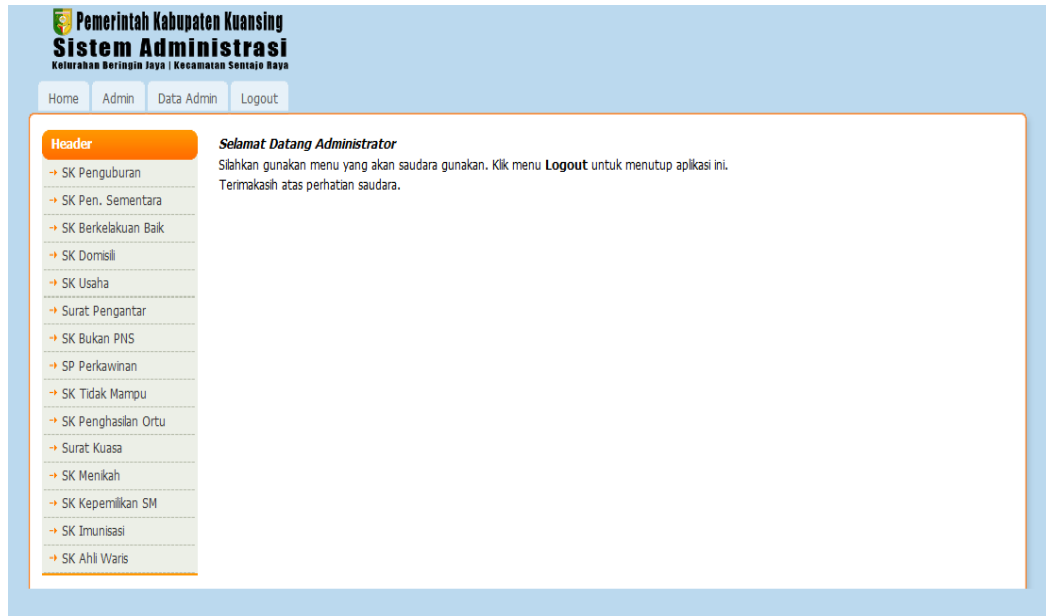 Pemerintah Kabupaten Kuansing
Sistem Administrasi
Kelurahan Beringin Jaya | Kecamatan Sentajo Raya
Home Admin Data Admin Logout
Header
SK Penguburan
SK Pen. Sementara
SK Berkelakuan Baik
SK Domisili
SK Usaha
Surat Pengantar
SK Bukan PNS
SP Perkawinan
SK Tidak Mampu
SK Penghasilan Ortu
Surat Kuasa
SK Menikah
SK Kepemilikan SM
SK Imunisasi
SK Ahli Waris
Selamat Datang Administrator
Silahkan gunakan menu yang akan saudara gunakan. Klik menu Logout untuk menutup aplikasi ini.
Terimakasih atas perhatian saudara.